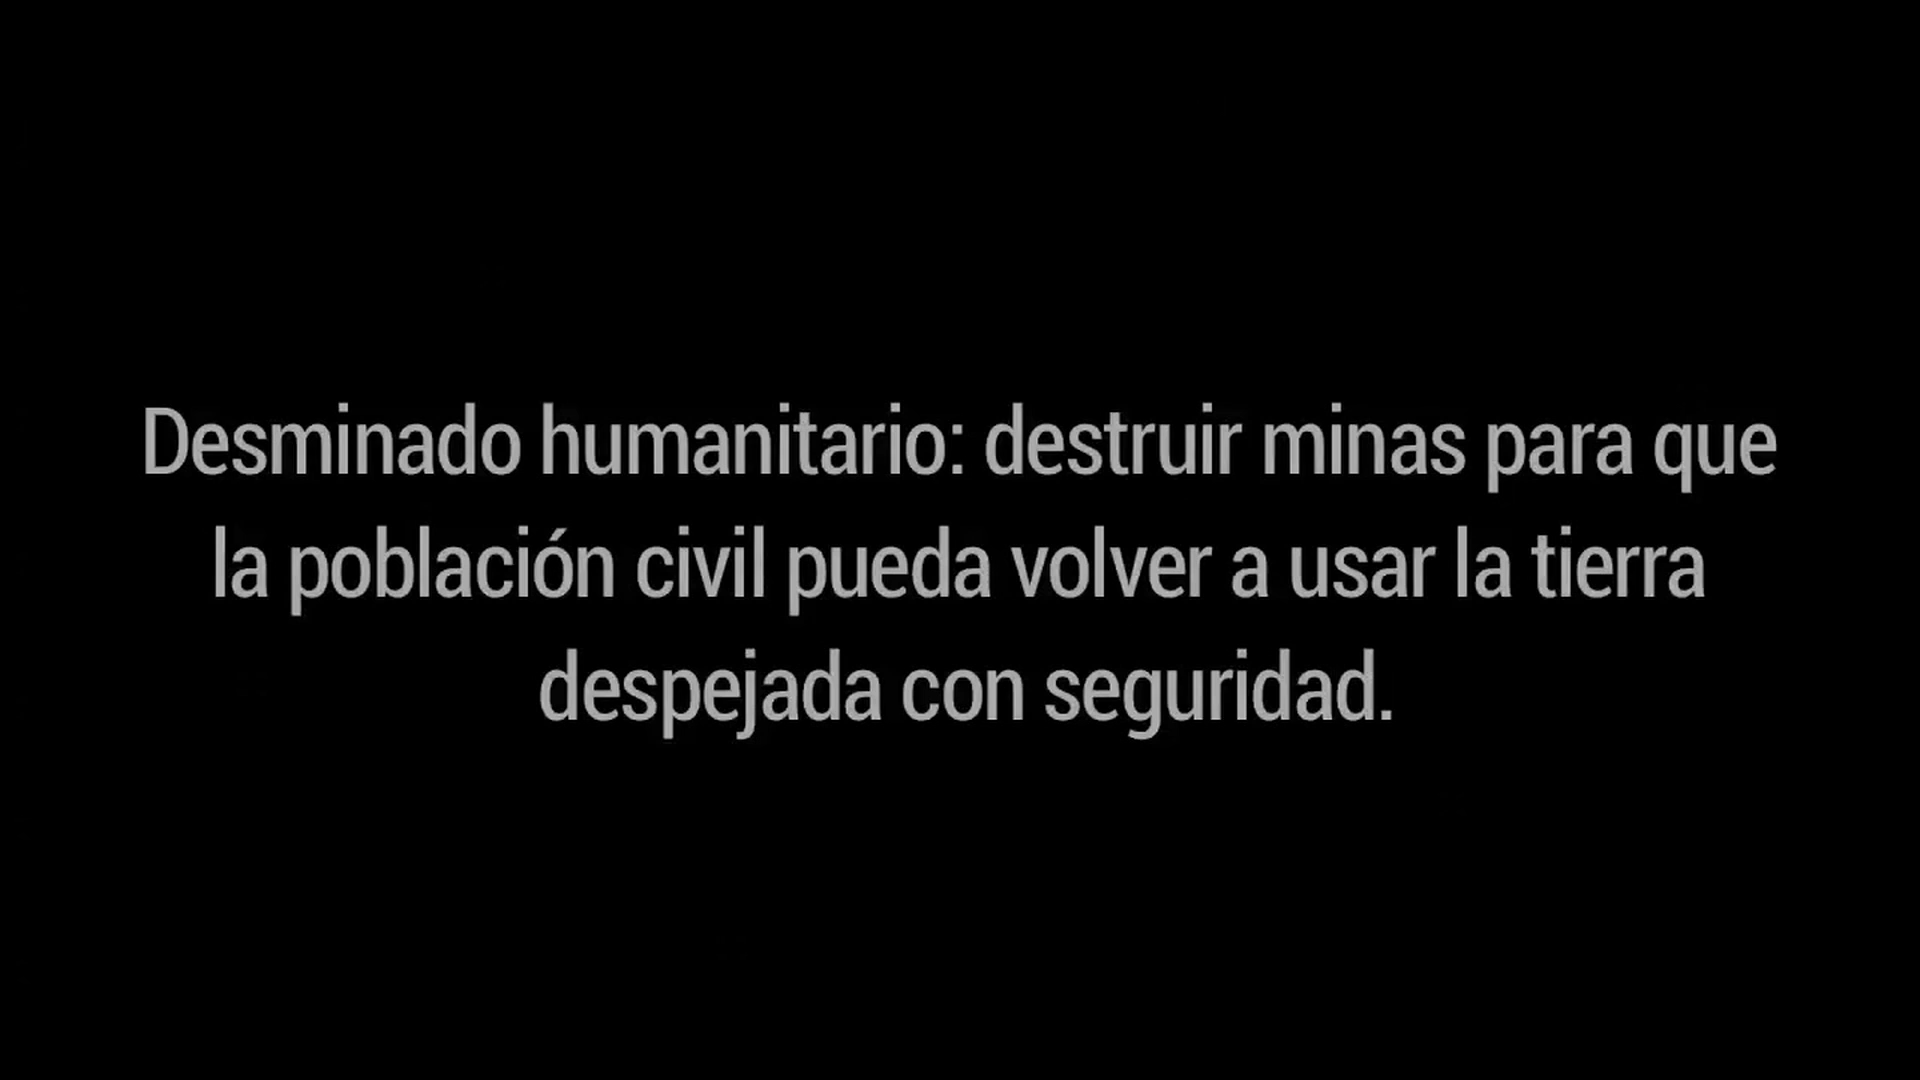 Desminado humanitario: destruir minas para que
la población civil pueda volver a usar la tierra
despejada con seguridad.